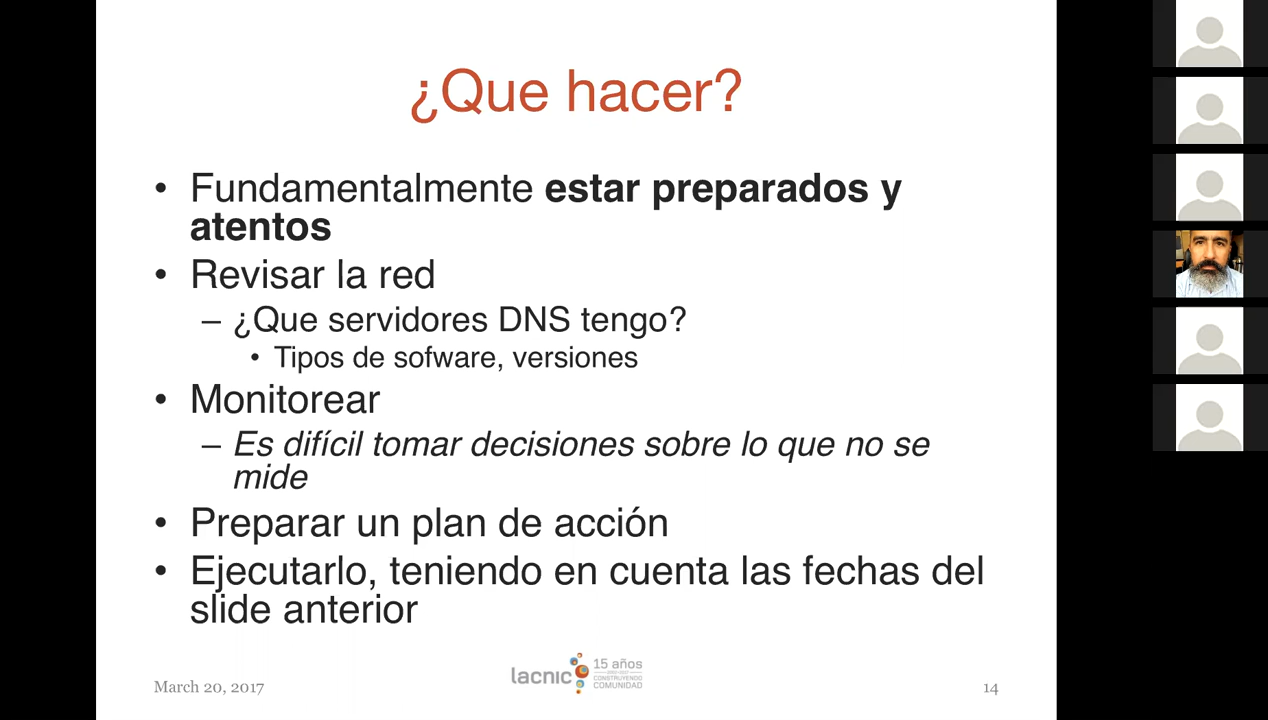 ¿Que hacer?
• Fundamentalmente estar preparados y
atentos
• Revisar la red
– ¿Que servidores DNS tengo?
• Tipos de sofware, versiones
• Monitorear
– Es difícil tomar decisiones sobre lo que no se
mide
• Preparar un plan de acción
• Ejecutarlo, teniendo en cuenta las fechas del
slide anterior
March 20, 2017
lacnic
15 años
CONSTRUYENDO
COMUNIDAD
14